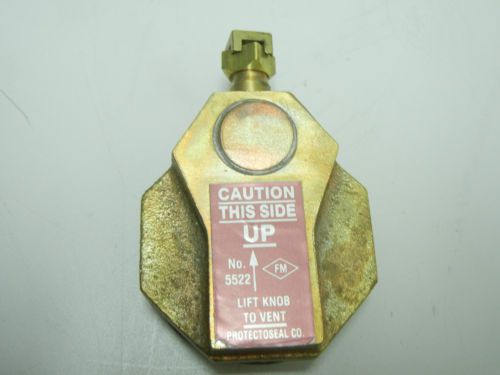 CAUTION
THIS SIDE
UP
No.
5522
FM
LIFT KNOB
TO VENT
PROTECTOSEAL CO.